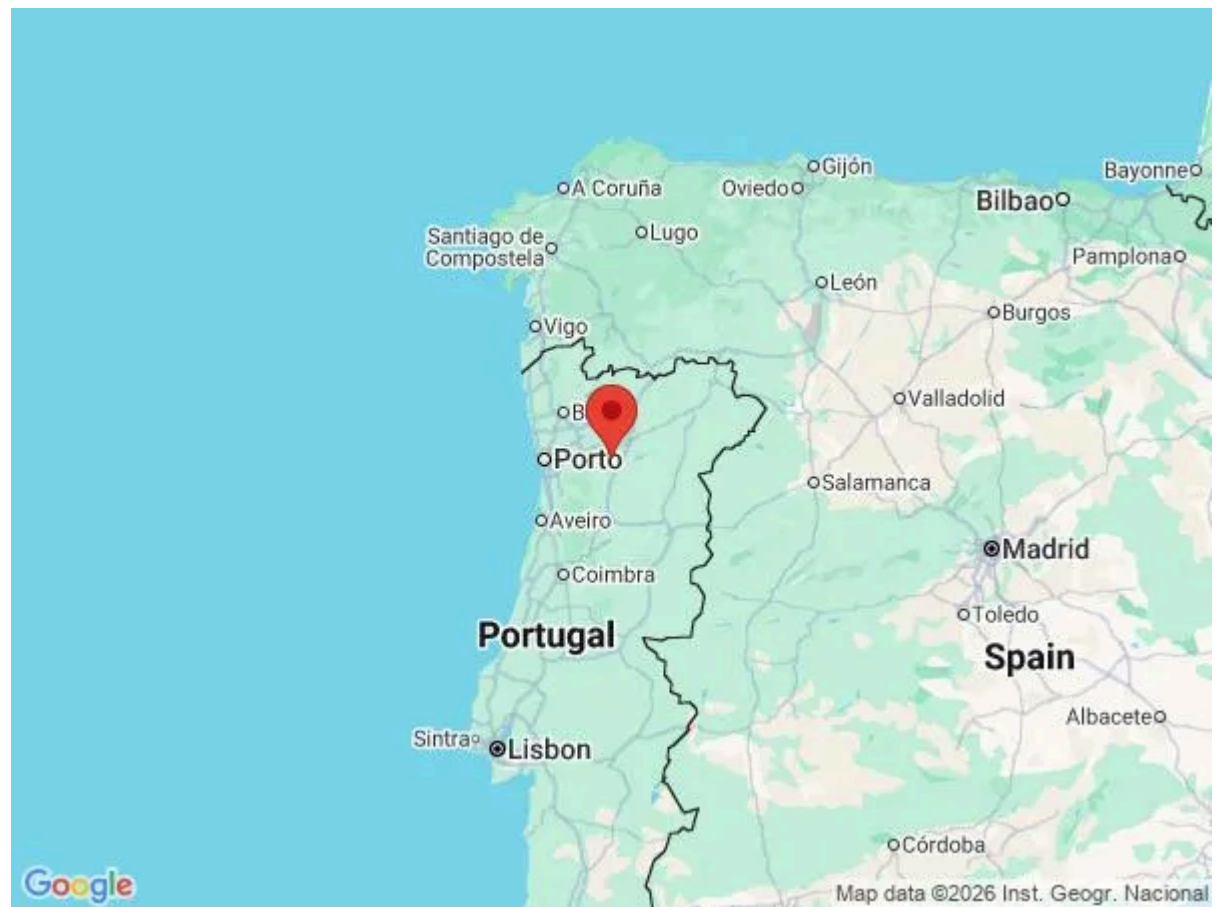 Gijón
Bayonne
A Coruña
Oviedo
Bilbao
Santiago de
Compostela
Lugo
Pamplona
León
Burgos
Vigo
Valladolid
B
Porto
Salamanca
Aveiro
Madrid
Coimbra
Toledo
Portugal
Spain
Albacete
Sintra
Lisbon
Córdoba
Google
Map data ©2026 Inst. Geogr. Nacional